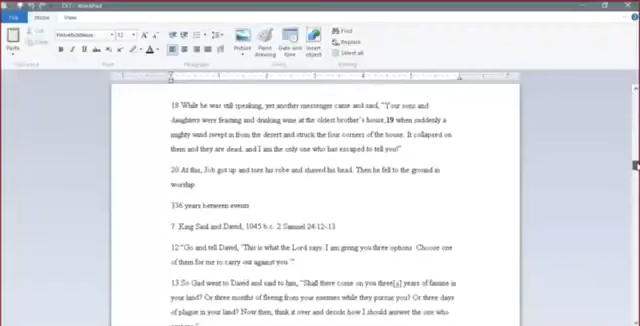 TXT - WordPad
File Home View
Cut
Copy
Paste
HelveticaNeue 12
Picture Paint drawing Date and time Insert object
Find
Replace
Select all
Clipboard Font Paragraph Insert Editing
18 While he was still speaking, yet another messenger came and said, "Your sons and
daughters were feasting and drinking wine at the oldest brother's house,19 when suddenly a
mighty wind swept in from the desert and struck the four corners of the house. It collapsed on
them and they are dead, and I am the only one who has escaped to tell you!"
20 At this, Job got up and tore his robe and shaved his head. Then he fell to the ground in
worship
336 years between events
7. King Saul and David, 1045 b.c. 2 Samuel 24:12-13
12 "Go and tell David, 'This is what the Lord says: I am giving you three options. Choose one
of them for me to carry out against you.'"
13 So Gad went to David and said to him, "Shall there come on you three[a] years of famine in
your land? Or three months of fleeing from your enemies while they pursue you? Or three days
of plague in your land? Now then, think it over and decide how I should answer the one who